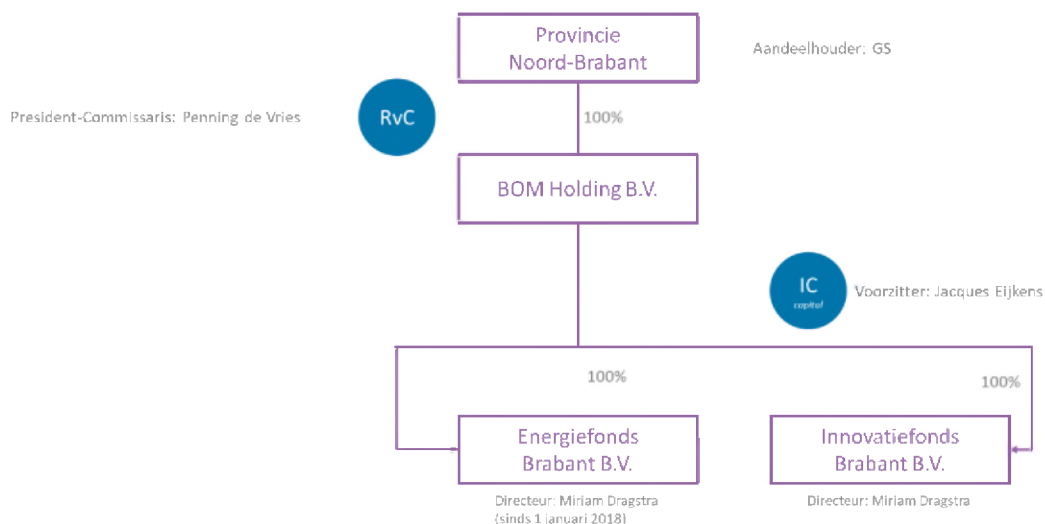 Provincie
Noord-Brabant
Aandeelhouder: GS
President-Commissaris: Penning de Vries
RvC
100%
BOM Holding B.V.
IC
capital
Voorzitter: Jacques Eijkens
100%
100%
Energiefonds
Brabant B.V.
Innovatiefonds
Brabant B.V.
Directeur: Miriam Dragstra
(sinds 1 januari 2018)
Directeur: Miriam Dragstra